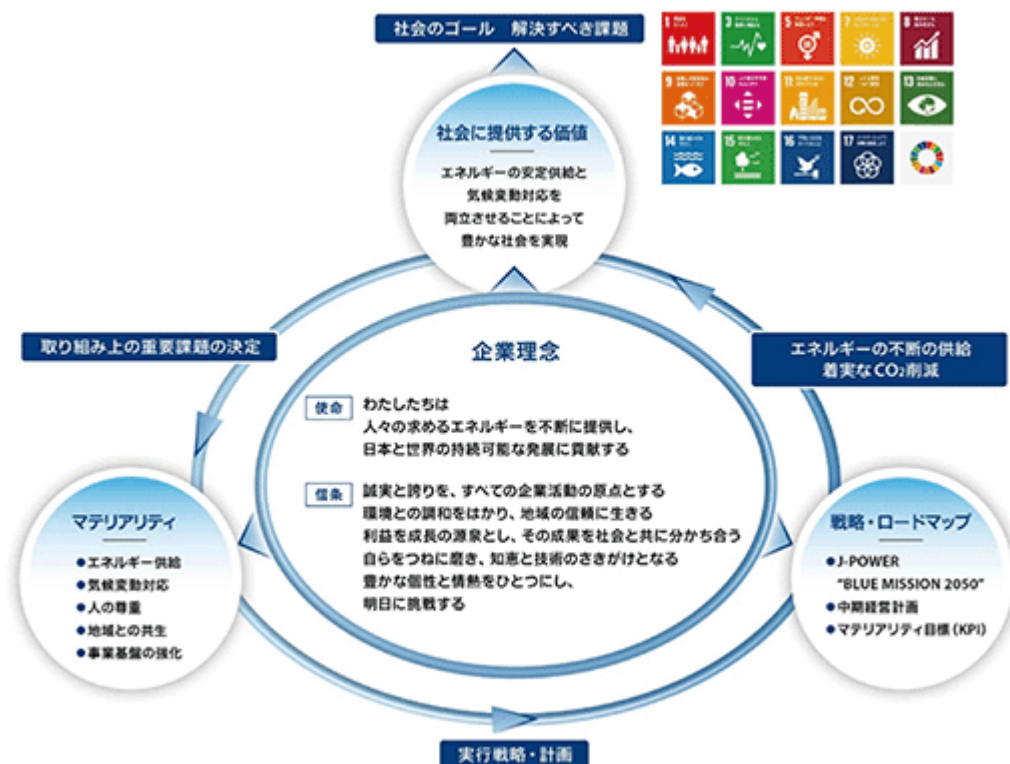 社会のゴール　解決すべき課題
1
3
5
7
8
9
10
11
12
13
14
15
16
17
社会に提供する価値
エネルギーの安定供給と
気候変動対応を
両立させることによって
豊かな社会を実現
取り組み上の重要課題の決定
エネルギーの不断の供給
着実なCO₂削減
企業理念
使命
わたしたちは
人々の求めるエネルギーを不断に提供し、
日本と世界の持続可能な発展に貢献する
信条
誠実と誇りを、すべての企業活動の原点とする
環境との調和をはかり、地域の信頼に生きる
利益を成長の源泉とし、その成果を社会と共に分かち合う
自らをつねに磨き、知恵と技術のさきがけとなる
豊かな個性と情熱をひとつにし、
明日に挑戦する
マテリアリティ
●エネルギー供給
●気候変動対応
●人の尊重
●地域との共生
●事業基盤の強化
戦略・ロードマップ
●J-POWER
"BLUE MISSION 2050"
●中期経営計画
●マテリアリティ目標（KPI）
実行戦略・計画